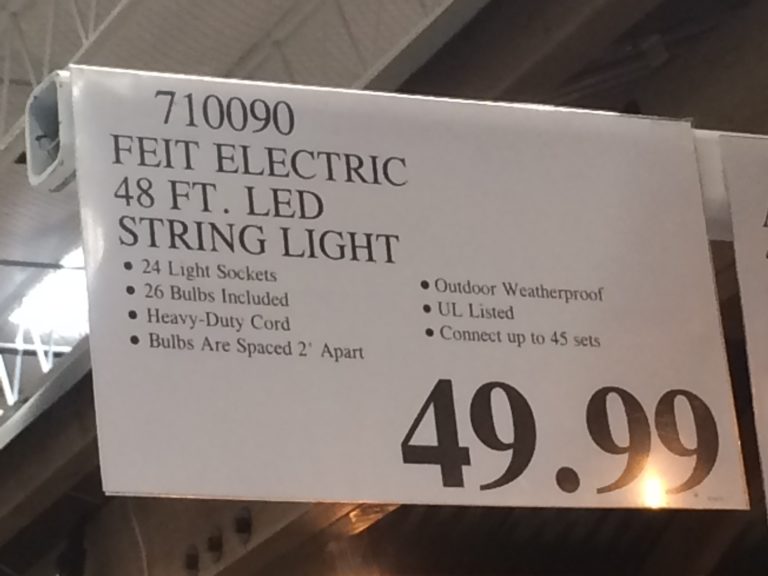 710090
FEIT ELECTRIC
48 FT. LED
STRING LIGHT
• 24 Light Sockets
• 26 Bulbs Included
• Heavy-Duty Cord
• Bulbs Are Spaced 2' Apart
• Outdoor Weatherproof
• UL Listed
• Connect up to 45 sets
49.99